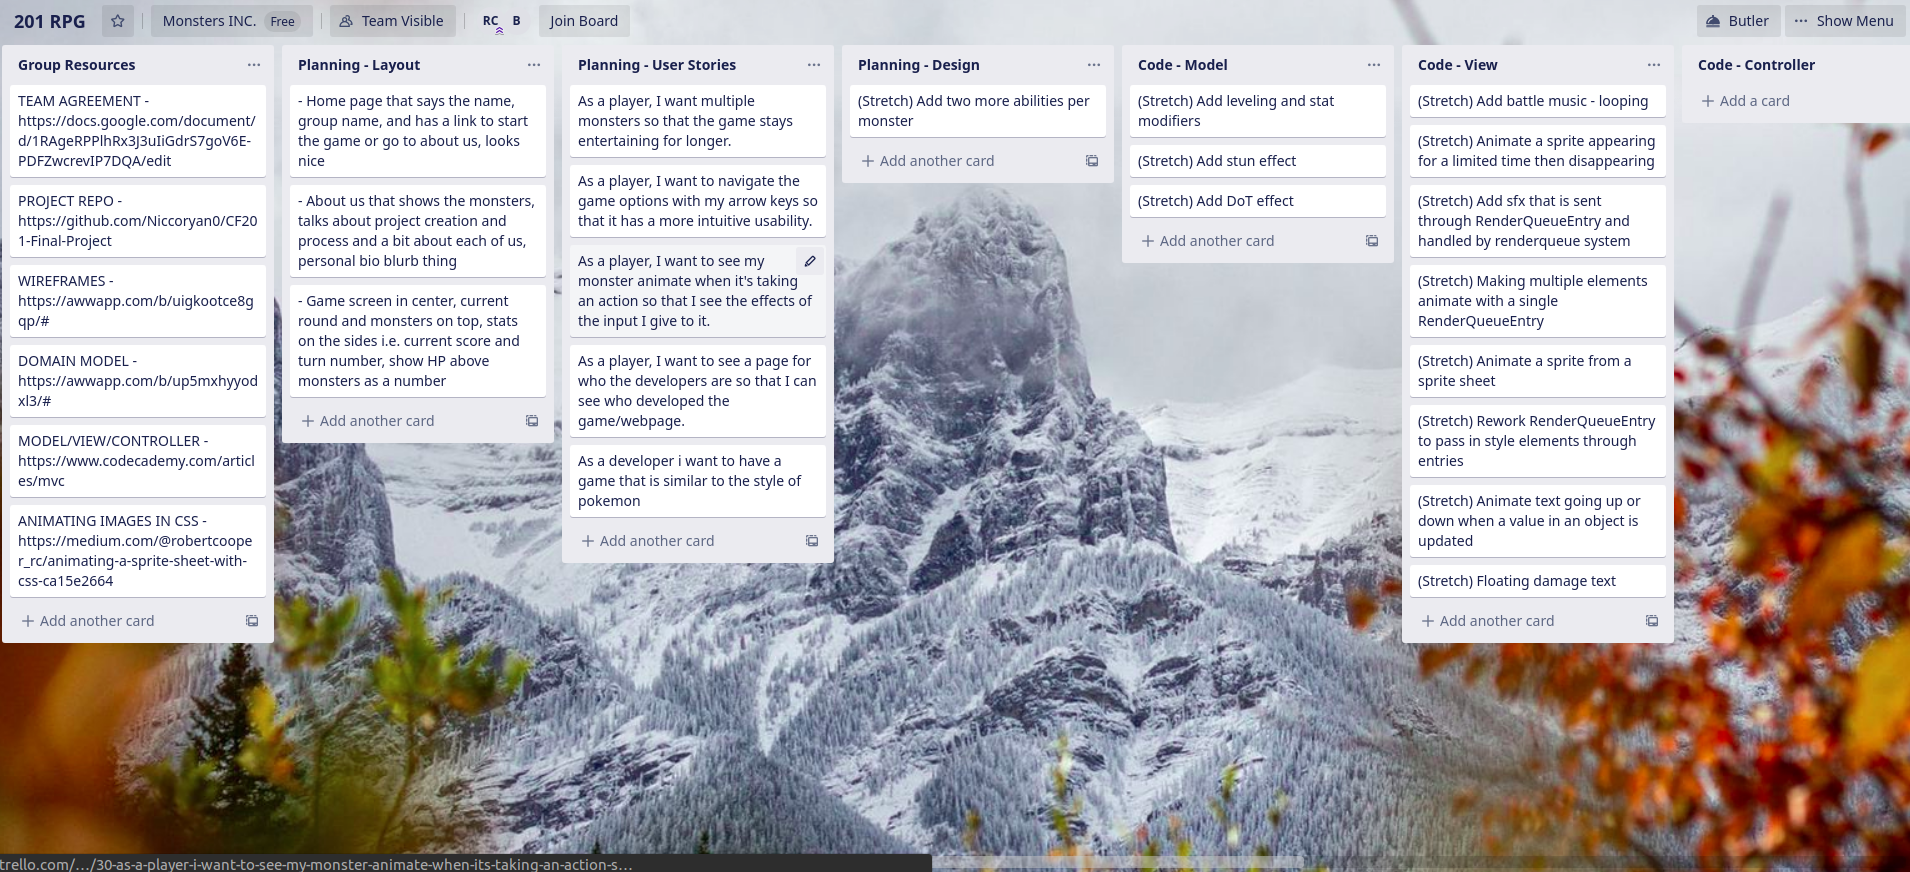 201 RPG
Monsters INC. Free
Team Visible
RC B
Join Board
Butler
Show Menu
Group Resources
TEAM AGREEMENT -
https://docs.google.com/document/
d/1RAgeRPPlhRx3J3uIiGdrS7goV6E-
PDFZwcrevIP7DQA/edit
PROJECT REPO -
https://github.com/Niccoryan0/CF20
1-Final-Project
WIREFRAMES -
https://awwapp.com/b/uigkootce8g
qp/#
DOMAIN MODEL -
https://awwapp.com/b/up5mxhyyod
xl3/#
MODEL/VIEW/CONTROLLER -
https://www.codecademy.com/articl
es/mvc
ANIMATING IMAGES IN CSS -
https://medium.com/@robertcoope
r_rc/animating-a-sprite-sheet-with-
css-ca15e2664
Add another card
Planning - Layout
- Home page that says the name,
group name, and has a link to start
the game or go to about us, looks
nice
- About us that shows the monsters,
talks about project creation and
process and a bit about each of us,
personal bio blurb thing
- Game screen in center, current
round and monsters on top, stats
on the sides i.e. current score and
turn number, show HP above
monsters as a number
Add another card
Planning - User Stories
As a player, I want multiple
monsters so that the game stays
entertaining for longer.
As a player, I want to navigate the
game options with my arrow keys so
that it has a more intuitive usability.
As a player, I want to see my
monster animate when it's taking
an action so that I see the effects of
the input I give to it.
As a player, I want to see a page for
who the developers are so that I can
see who developed the
game/webpage.
As a developer i want to have a
game that is similar to the style of
pokemon
Add another card
Planning - Design
(Stretch) Add two more abilities per
monster
Add another card
Code - Model
(Stretch) Add leveling and stat
modifiers
(Stretch) Add stun effect
(Stretch) Add DoT effect
Add another card
Code - View
(Stretch) Add battle music - looping
(Stretch) Animate a sprite appearing
for a limited time then disappearing
(Stretch) Add sfx that is sent
through RenderQueueEntry and
handled by renderqueue system
(Stretch) Making multiple elements
animate with a single
RenderQueueEntry
(Stretch) Animate a sprite from a
sprite sheet
(Stretch) Rework RenderQueueEntry
to pass in style elements through
entries
(Stretch) Animate text going up or
down when a value in an object is
updated
(Stretch) Floating damage text
Add another card
Code - Controller
Add a card
trello.com/…/30-as-a-player-i-want-to-see-my-monster-animate-when-its-taking-an-action-s…